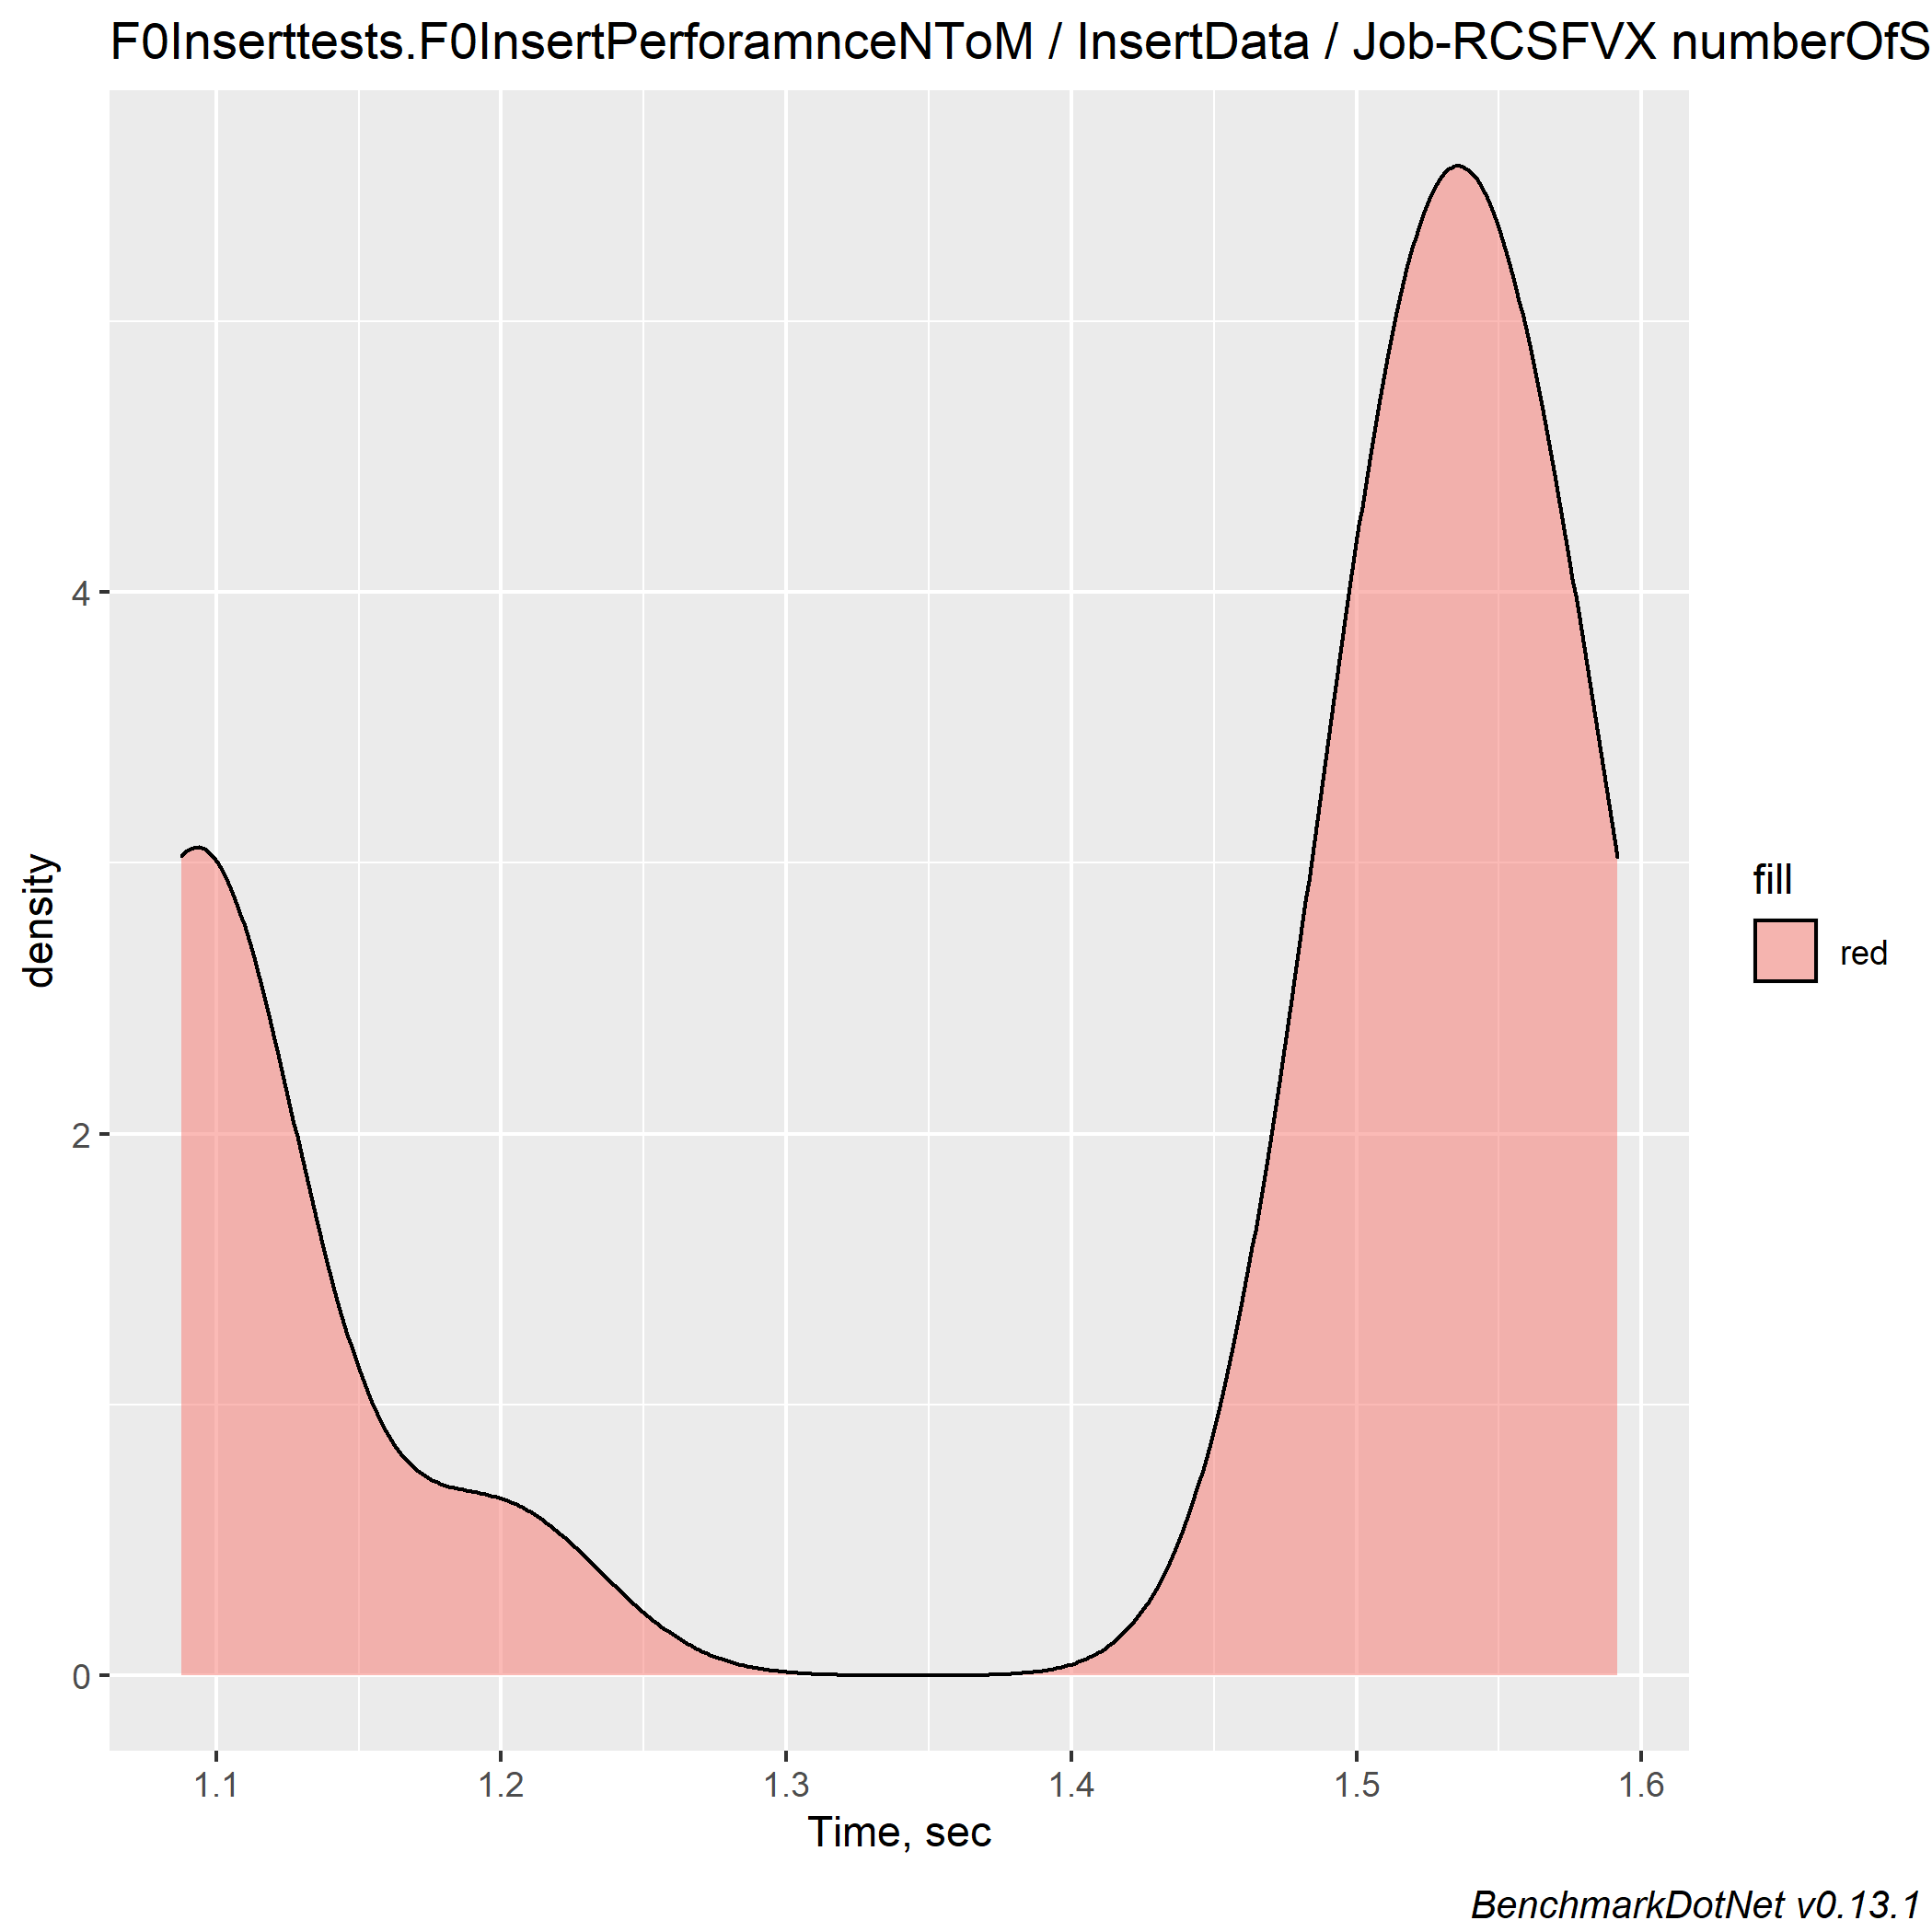 F0Inserttests.F0InsertPerforamnceNToM / InsertData / Job-RCSFVX numberOfS
density
4
2
0
1.1 1.2 1.3 1.4 1.5 1.6
Time, sec
fill
red
BenchmarkDotNet v0.13.1